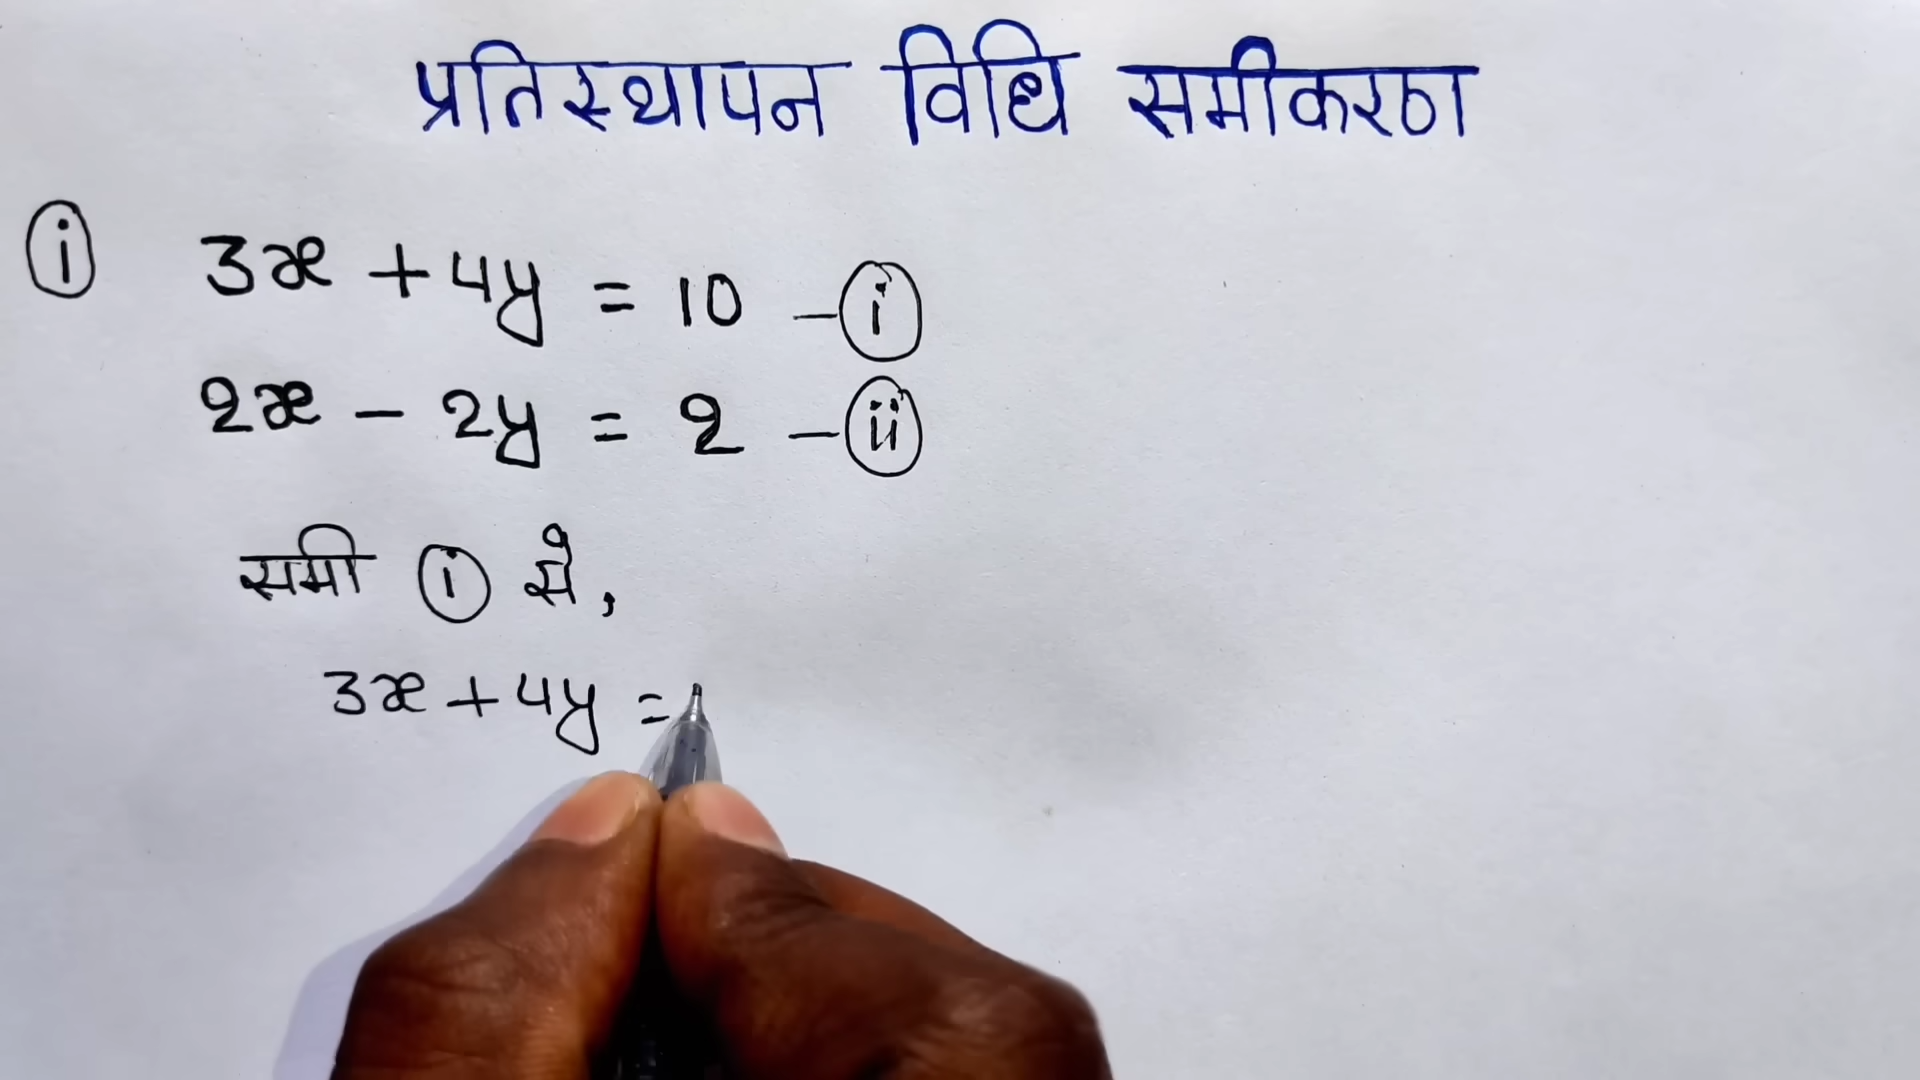 प्रतिस्थापन विधि समीकरण
i 3x + 4y = 10 - i
2x - 2y = 2 - ii
समी i से,
3x + 4y =